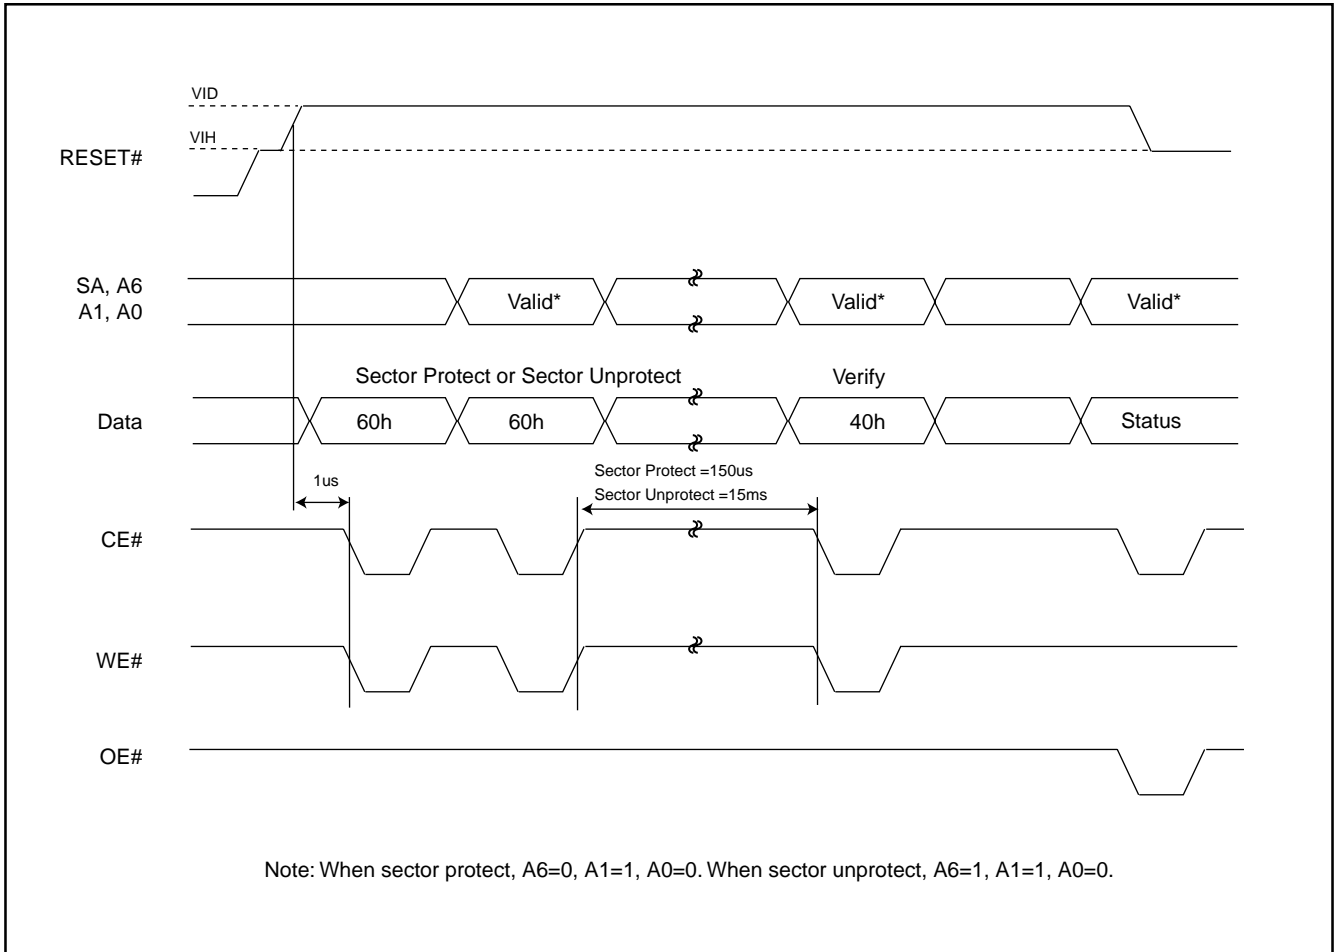 VID
VIH
RESET#
SA, A6
A1, A0
Valid*
Valid*
Valid*
Sector Protect or Sector Unprotect
Verify
Data
60h
60h
40h
Status
1us
Sector Protect =150us
Sector Unprotect =15ms
CE#
WE#
OE#
Note: When sector protect, A6=0, A1=1, A0=0. When sector unprotect, A6=1, A1=1, A0=0.